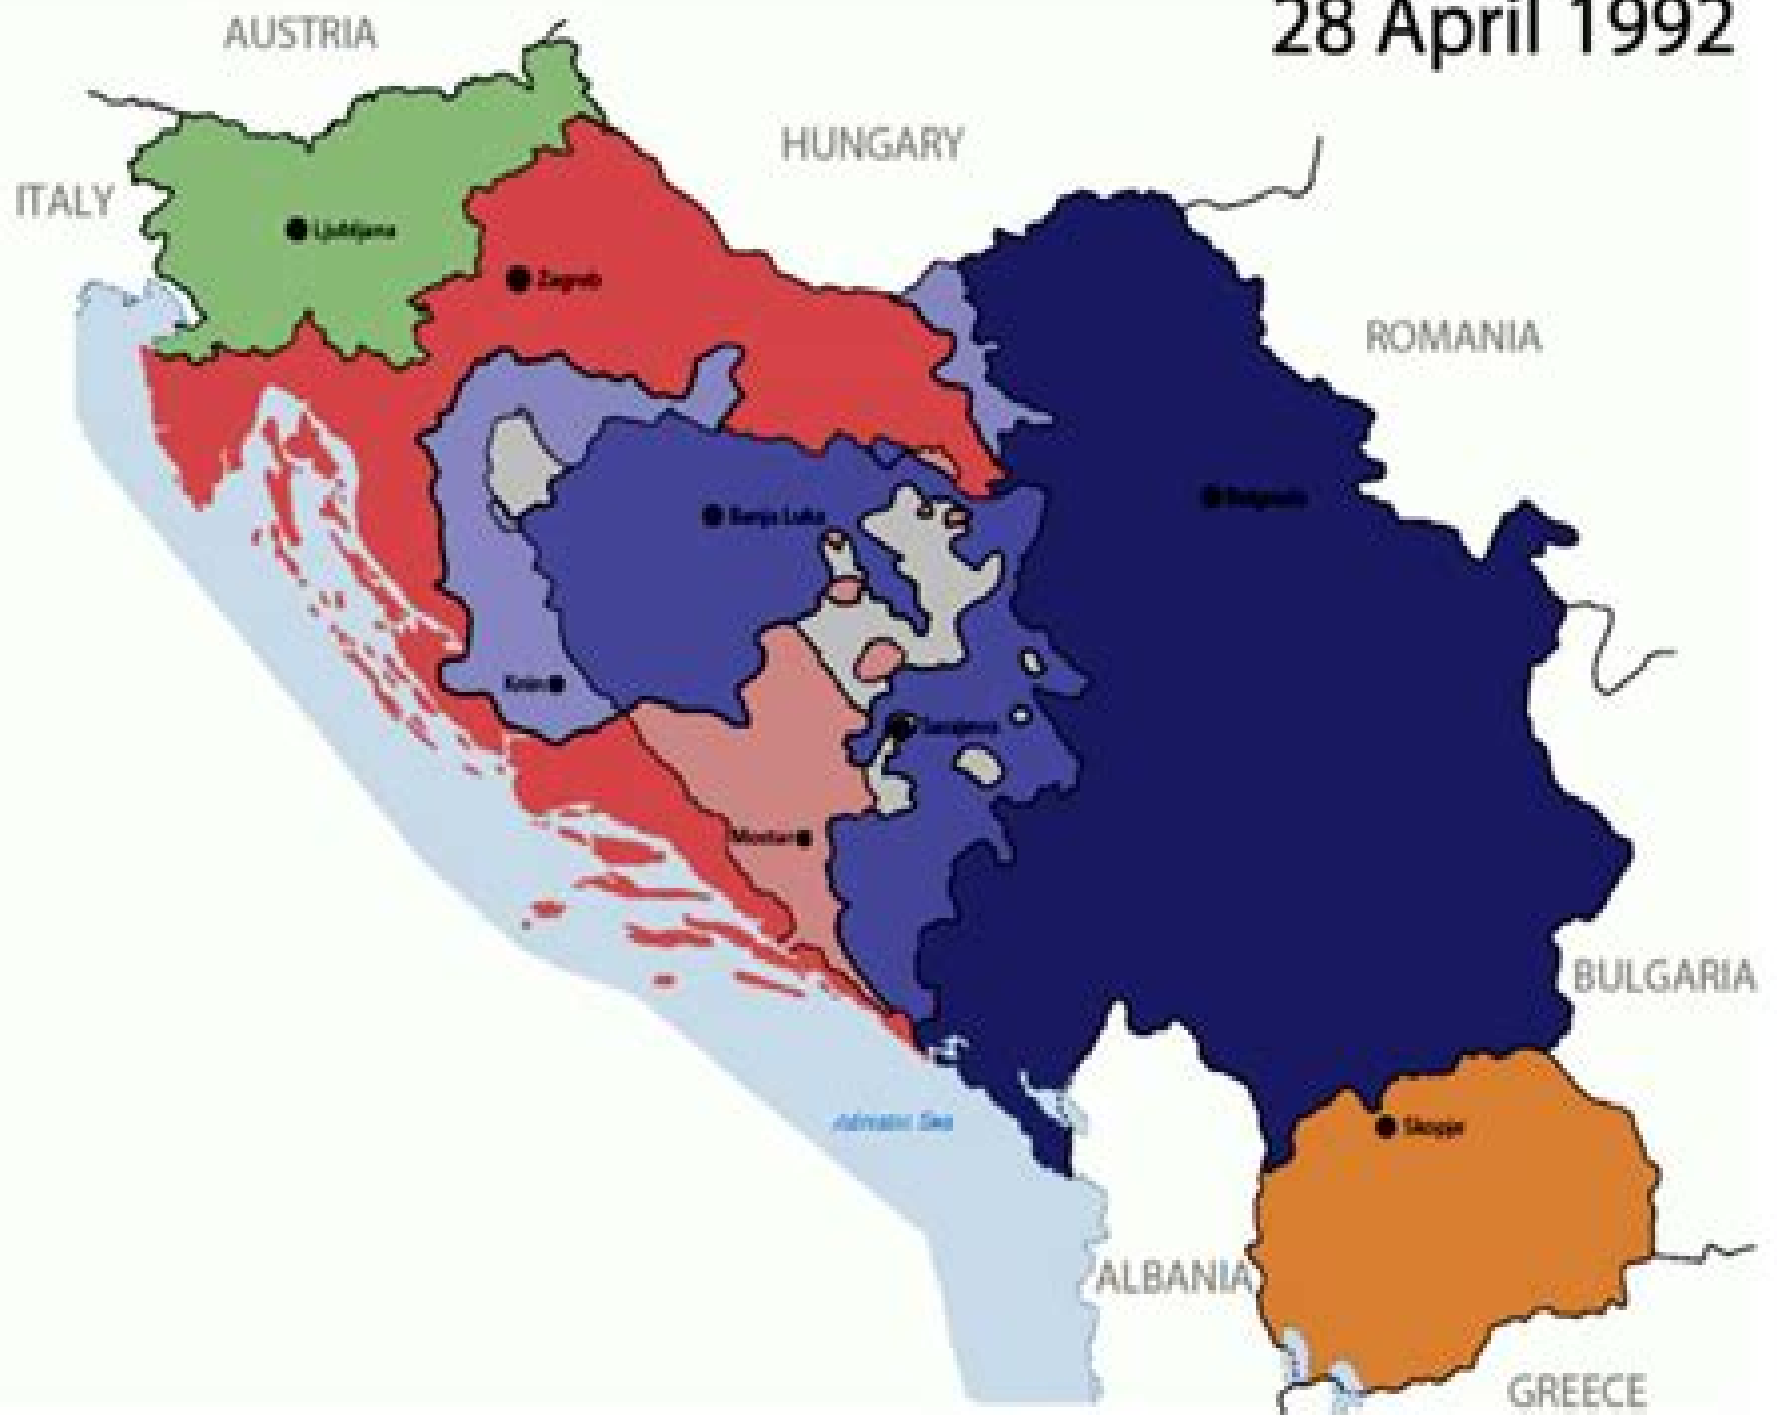 28 April 1992
AUSTRIA
HUNGARY
ITALY
Ljubljana
Zagreb
ROMANIA
Banja Luka
Belgrade
Knin
Sarajevo
Mostar
BULGARIA
Adriatic Sea
Skopje
ALBANIA
GREECE